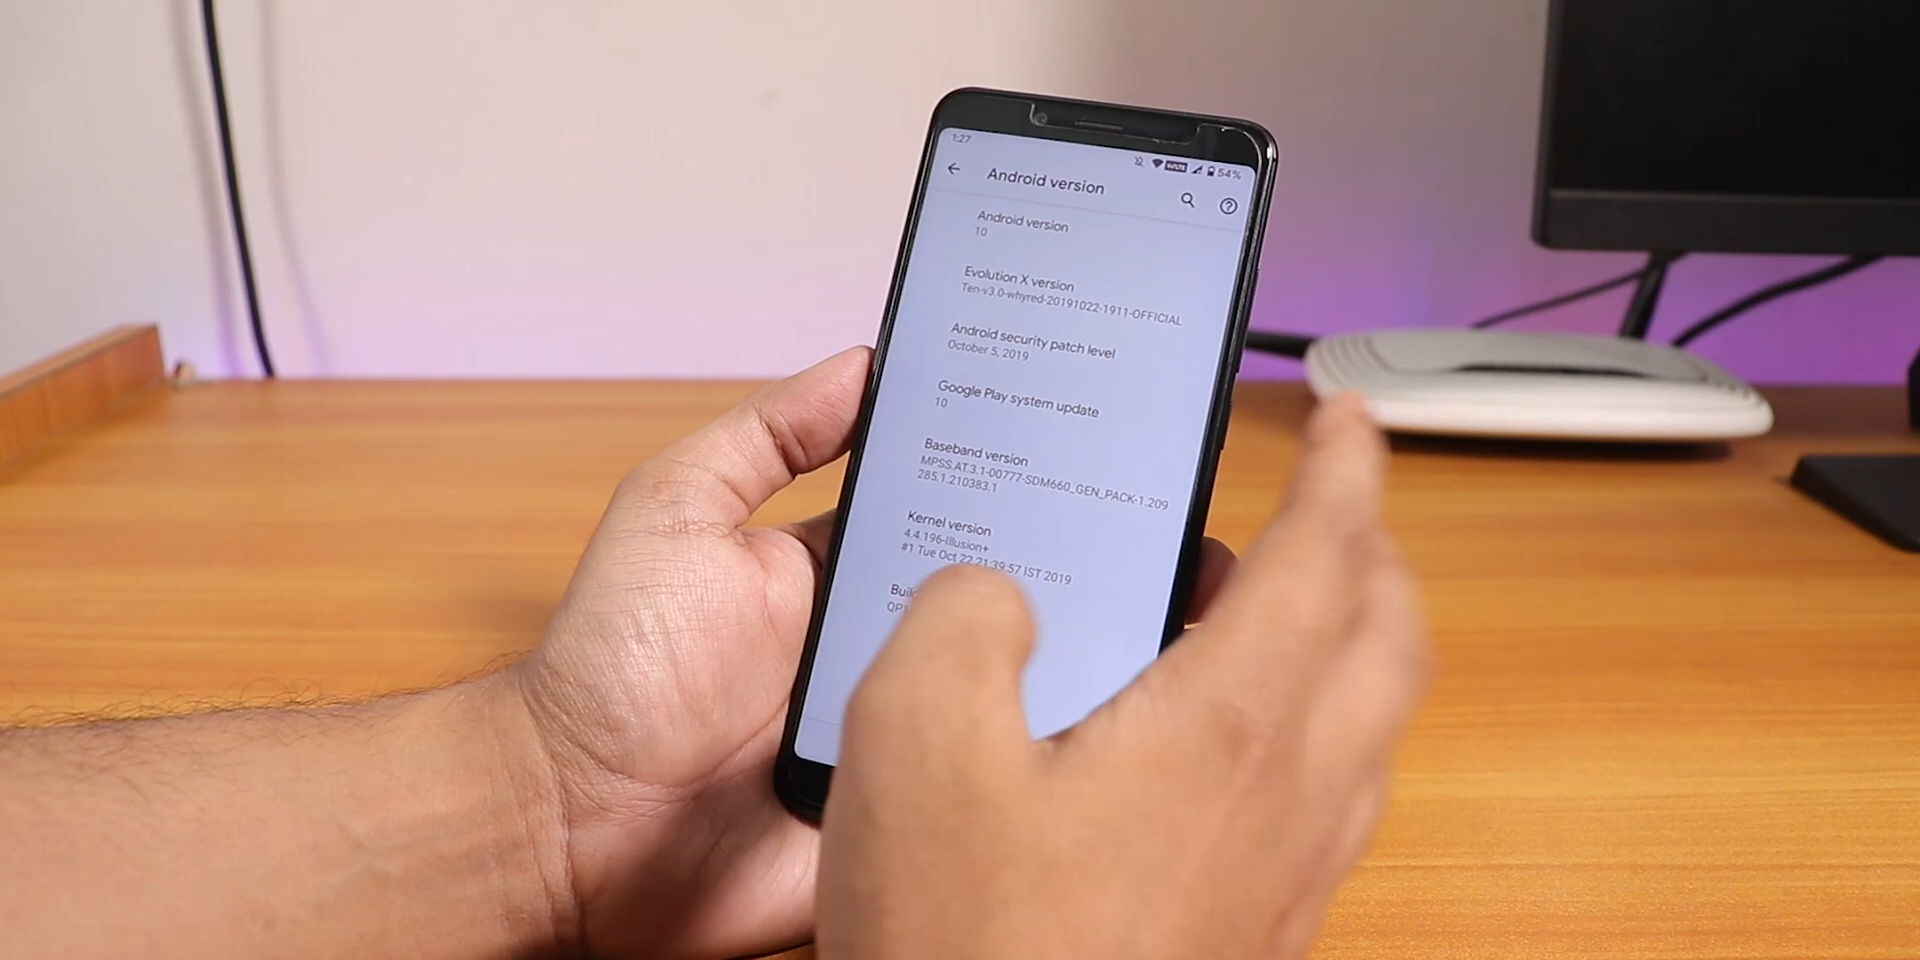 1:27
VoLTE
54%
Android version
Android version
10
Evolution X version
Ten-v3.0-whyred-20191022-1911-OFFICIAL
Android security patch level
October 5, 2019
Google Play system update
10
Baseband version
MPSS.AT.3.1-00777-SDM660_GEN_PACK-1.209
285.1.210383.1
Kernel version
4.4.196-Illusion+
#1 Tue Oct 22 21:39:57 IST 2019